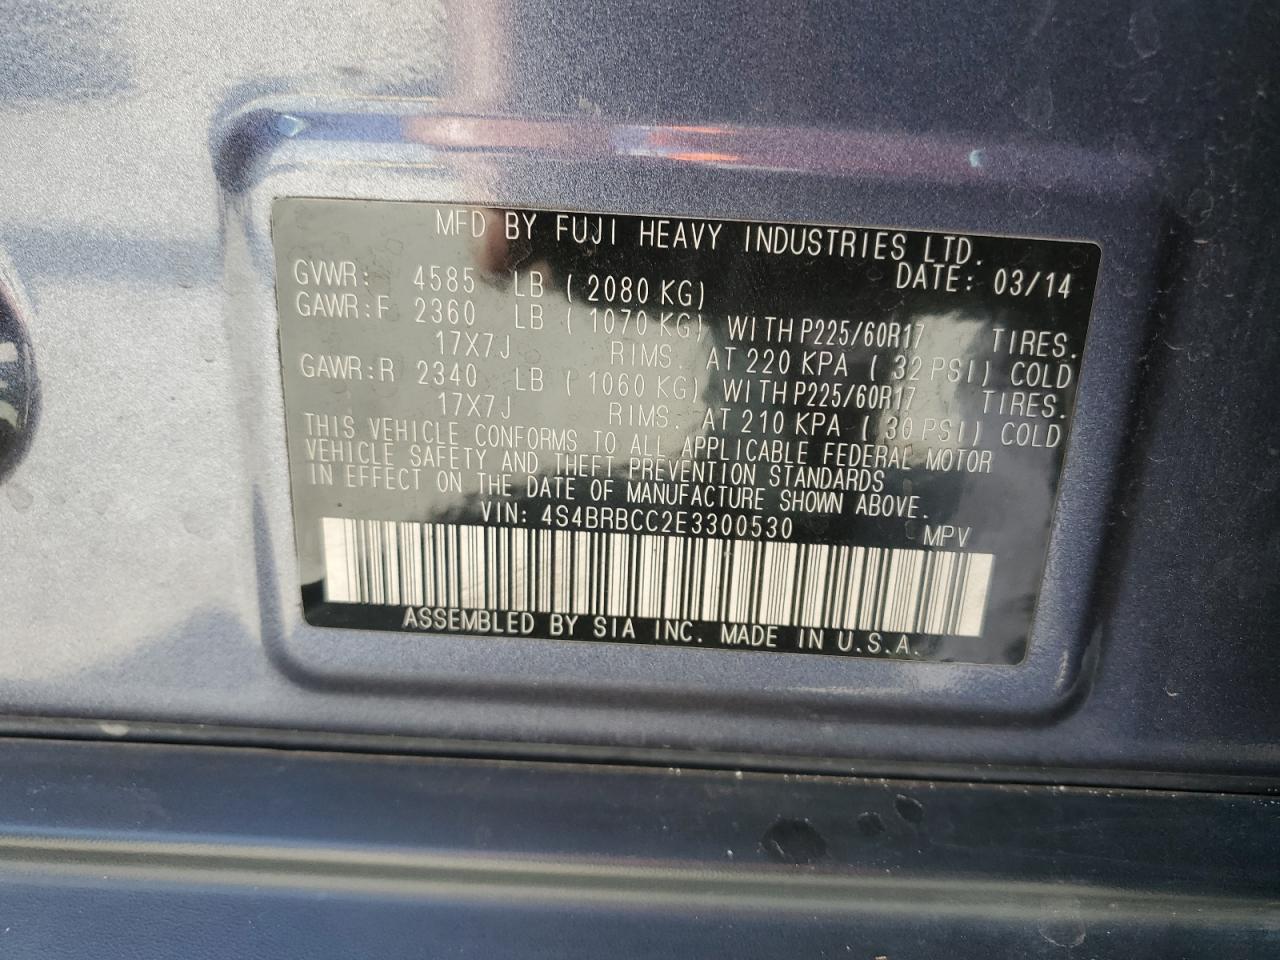 MFD BY FUJI HEAVY INDUSTRIES LTD.
DATE: 03/14
GVWR: 4585 LB ( 2080 KG)
GAWR:F 2360 LB ( 1070 KG) WITH P225/60R17 TIRES.
17X7J RIMS. AT 220 KPA ( 32 PSI) COLD
GAWR:R 2340 LB ( 1060 KG) WITH P225/60R17 TIRES.
17X7J RIMS. AT 210 KPA ( 30 PSI) COLD
THIS VEHICLE CONFORMS TO ALL APPLICABLE FEDERAL MOTOR
VEHICLE SAFETY AND THEFT PREVENTION STANDARDS
IN EFFECT ON THE DATE OF MANUFACTURE SHOWN ABOVE.
VIN: 4S4BRBCC2E3300530 MPV
ASSEMBLED BY SIA INC. MADE IN U.S.A.